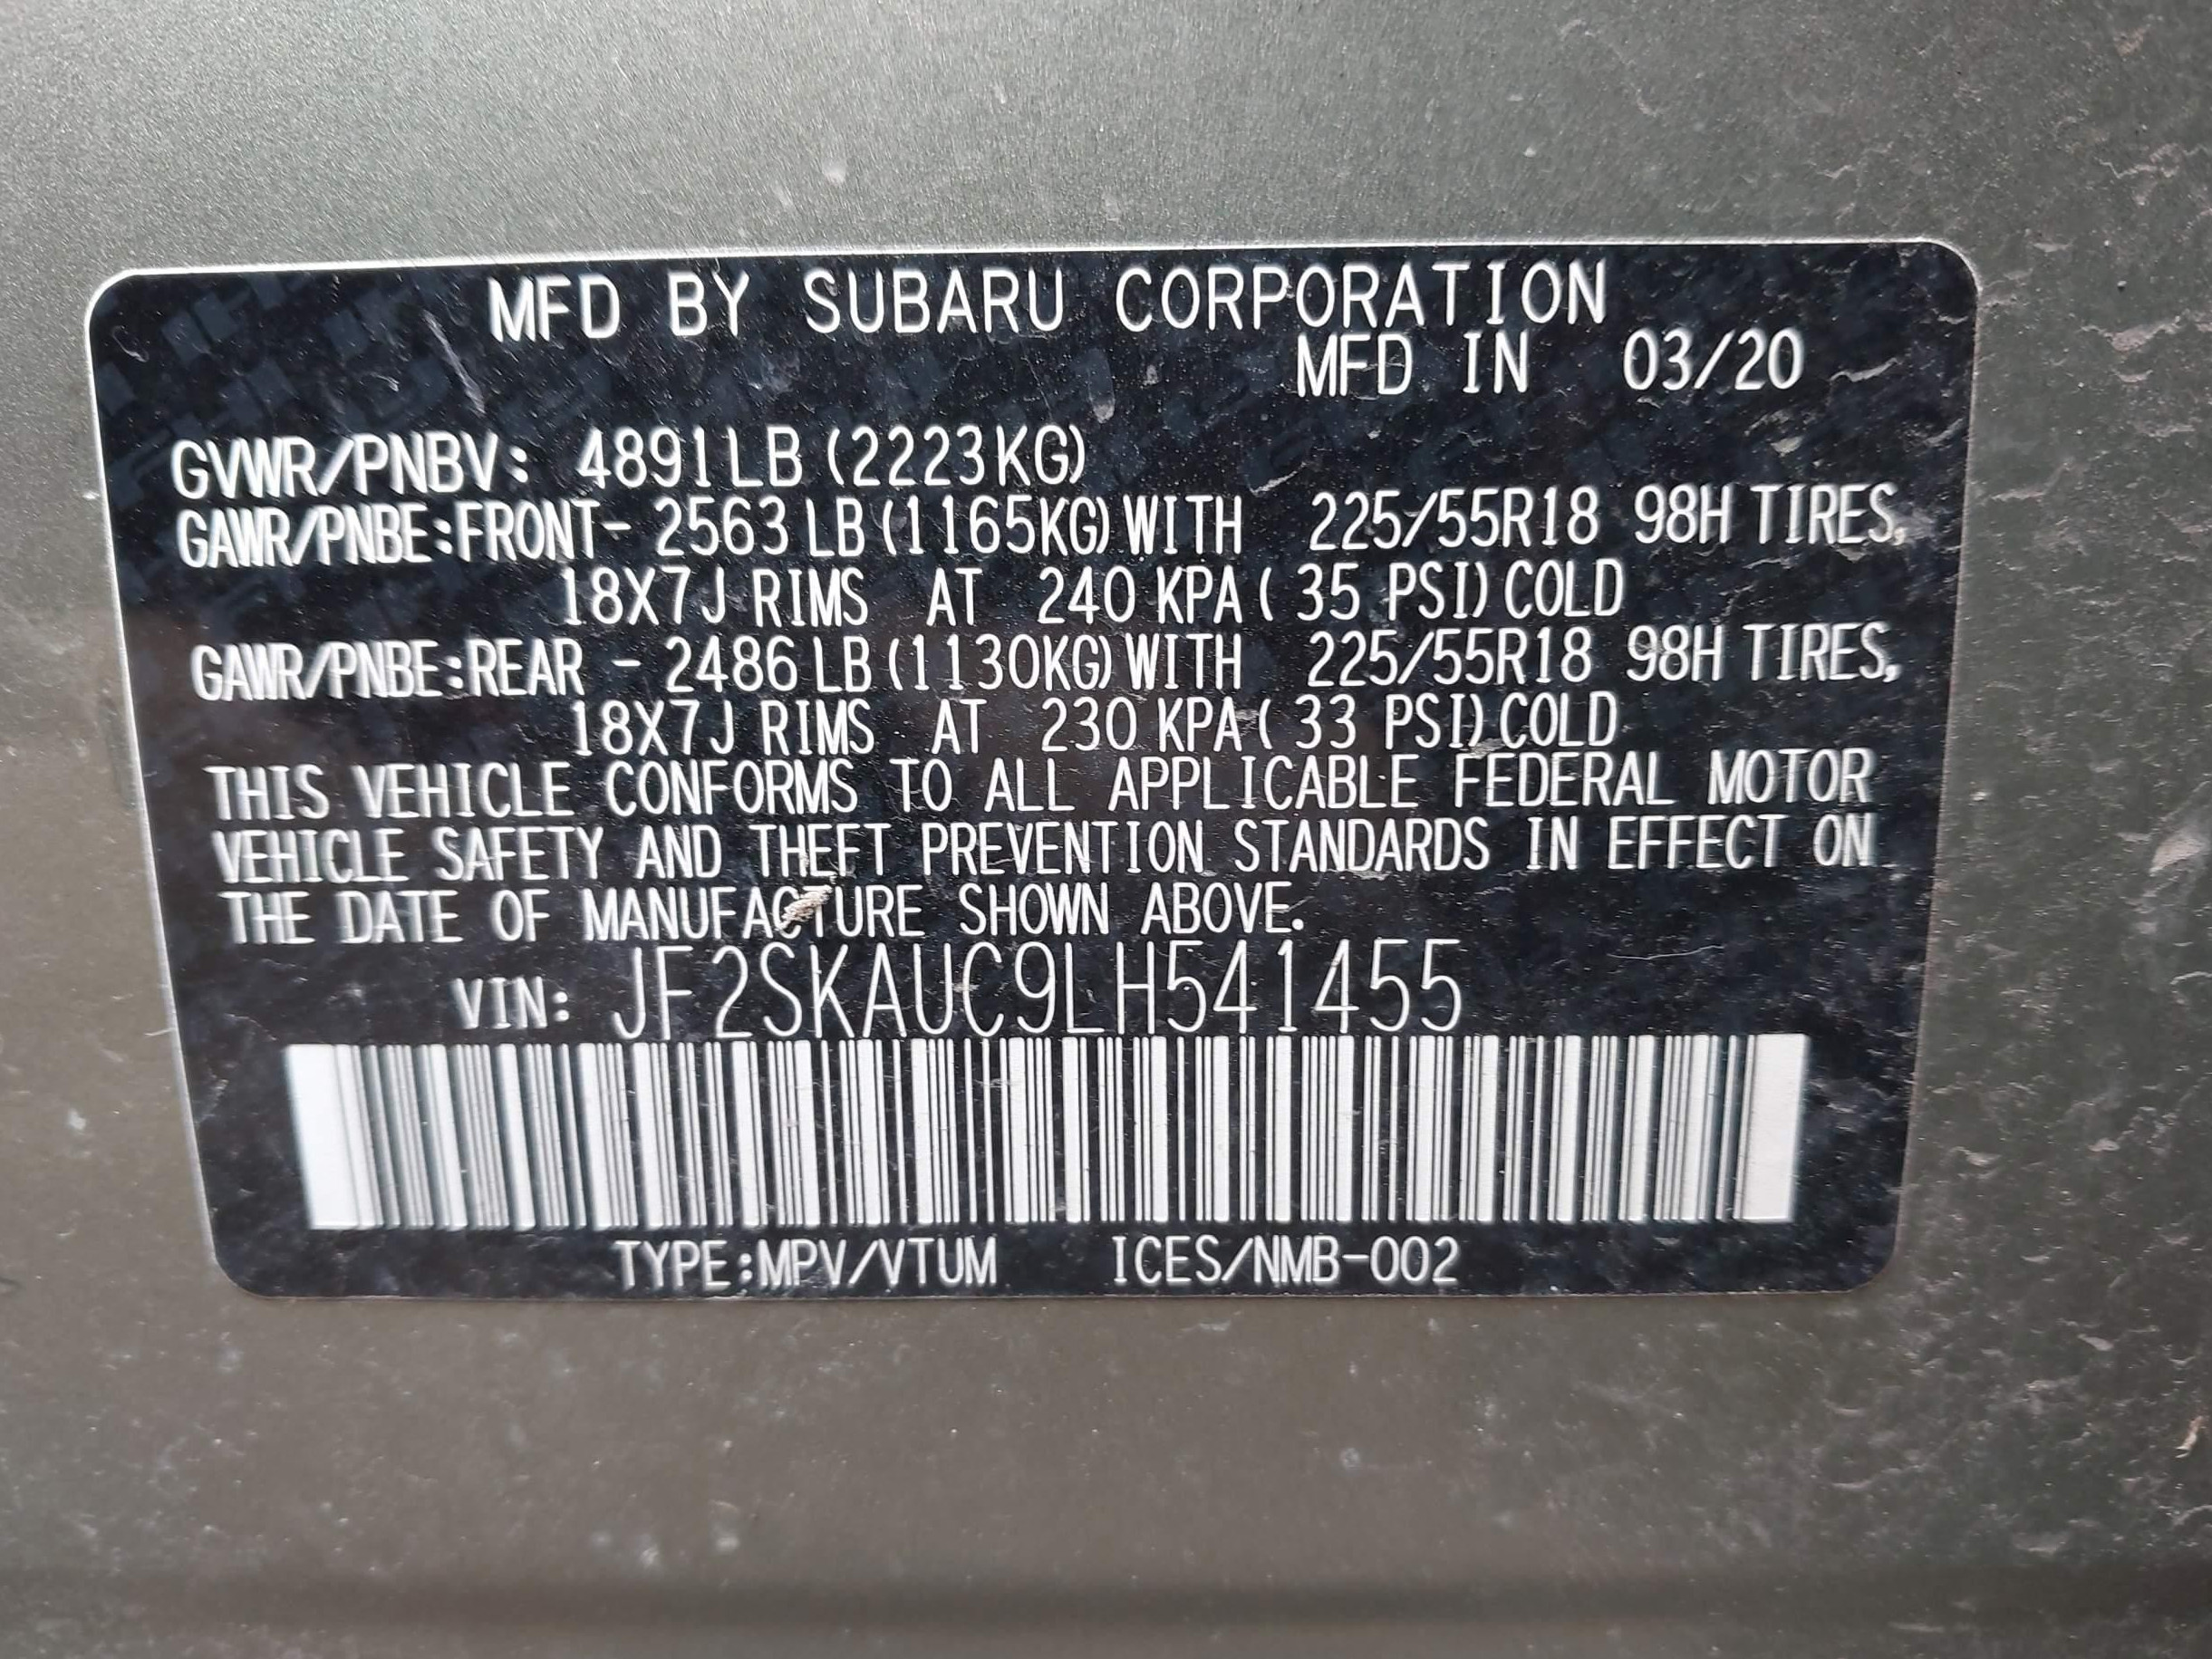 MFD BY SUBARU CORPORATION
MFD IN 03/20
GVWR/PNBV: 4891LB (2223KG)
GAWR/PNBE:FRONT- 2563 LB (1165KG) WITH 225/55R18 98H TIRES,
18X7J RIMS AT 240 KPA ( 35 PSI) COLD
GAWR/PNBE:REAR - 2486 LB (1130KG) WITH 225/55R18 98H TIRES,
18X7J RIMS AT 230 KPA ( 33 PSI) COLD
THIS VEHICLE CONFORMS TO ALL APPLICABLE FEDERAL MOTOR
VEHICLE SAFETY AND THEFT PREVENTION STANDARDS IN EFFECT ON
THE DATE OF MANUFACTURE SHOWN ABOVE.
VIN: JF2SKAUC9LH541455
TYPE:MPV/VTUM ICES/NMB-002